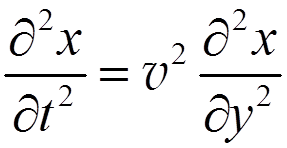 ∂²x/∂t² = v² ∂²x/∂y²